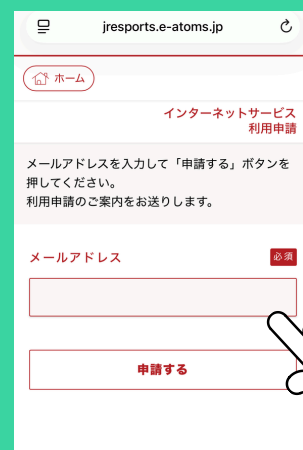 jresports.e-atoms.jp
ホーム
インターネットサービス
利用申請
メールアドレスを入力して「申請する」ボタンを
押してください。
利用申請のご案内をお送りします。
メールアドレス
必須
申請する